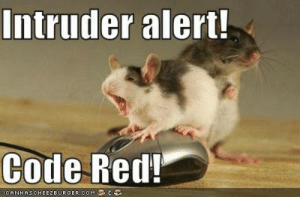 Intruder alert!
Code Red!
ICANHASCHEEZBURGER.COM